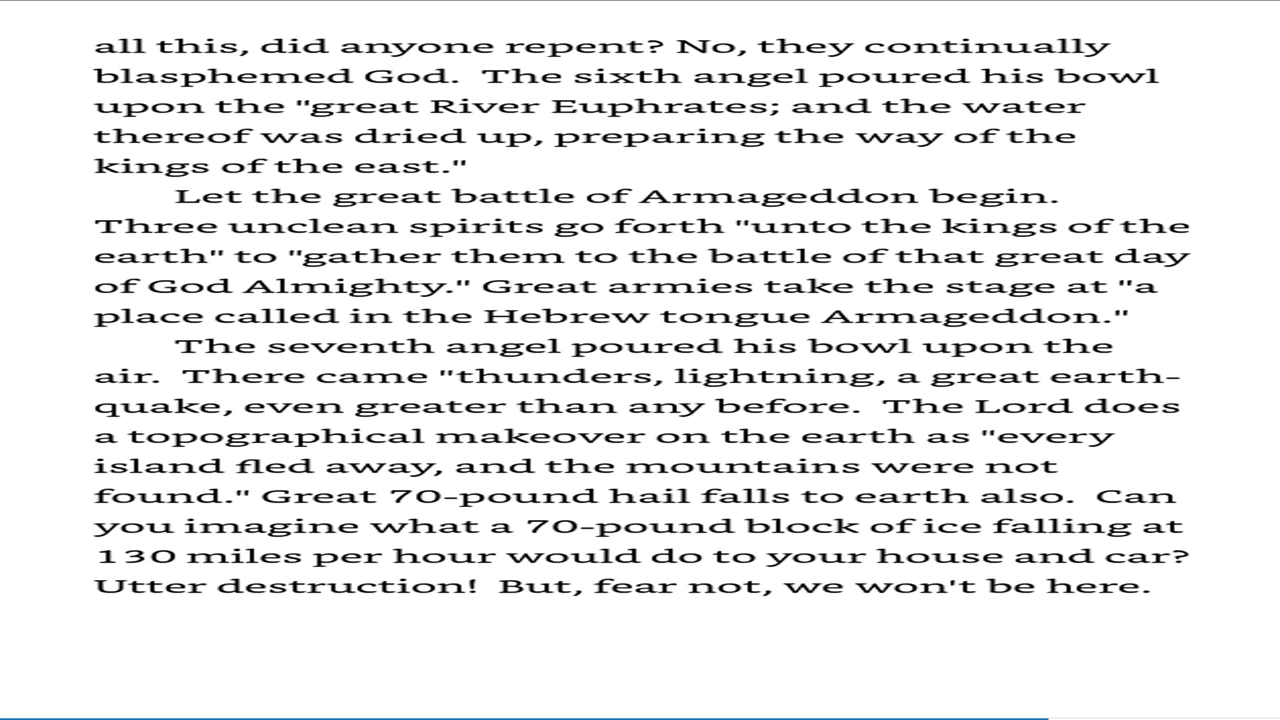 all this, did anyone repent? No, they continually
blasphemed God.  The sixth angel poured his bowl
upon the "great River Euphrates; and the water
thereof was dried up, preparing the way of the
kings of the east."
Let the great battle of Armageddon begin.
Three unclean spirits go forth "unto the kings of the
earth" to "gather them to the battle of that great day
of God Almighty." Great armies take the stage at "a
place called in the Hebrew tongue Armageddon."
The seventh angel poured his bowl upon the
air.  There came "thunders, lightning, a great earth-
quake, even greater than any before.  The Lord does
a topographical makeover on the earth as "every
island fled away, and the mountains were not
found." Great 70-pound hail falls to earth also.  Can
you imagine what a 70-pound block of ice falling at
130 miles per hour would do to your house and car?
Utter destruction!  But, fear not, we won't be here.